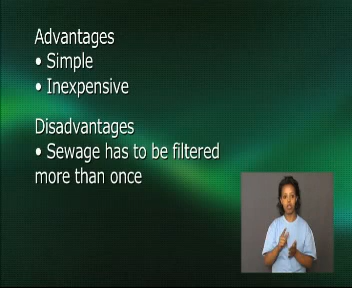 Advantages
• Simple
• Inexpensive
Disadvantages
• Sewage has to be filtered
more than once